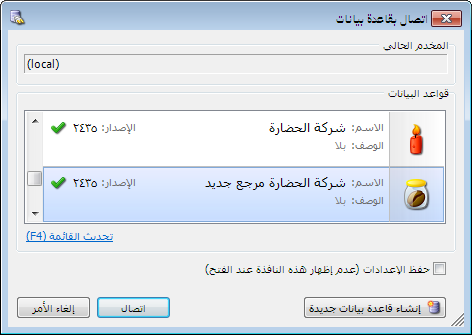 اتصال بقاعدة بيانات
المخدم الحالي
(local)
قواعد البيانات
الاسم: شركة الحضارة
الإصدار: ٢٤٣٥
الوصف: بلا
الاسم: شركة الحضارة مرجع جديد
الإصدار: ٢٤٣٥
الوصف: بلا
تحديث القائمة (F4)
حفظ الإعدادات (عدم إظهار هذه النافذة عند الفتح)
إنشاء قاعدة بيانات جديدة
اتصال
إلغاء الأمر